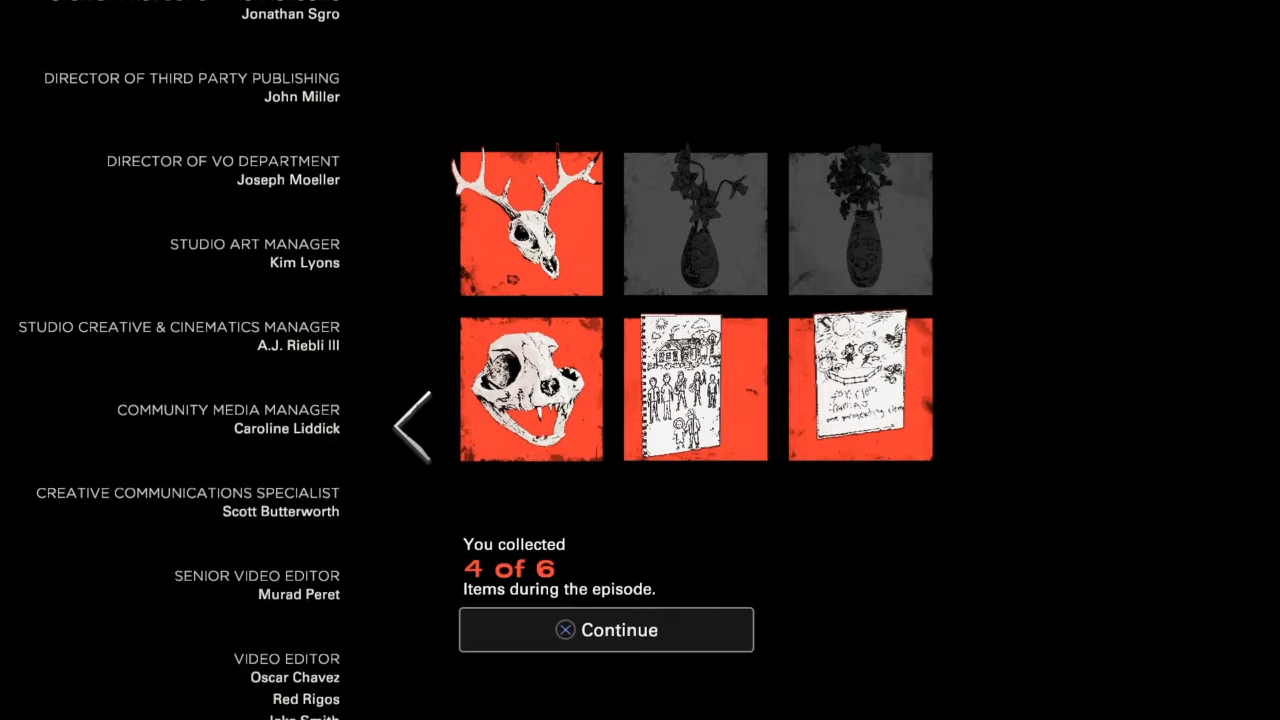 Jonathan Sgro
DIRECTOR OF THIRD PARTY PUBLISHING
John Miller
DIRECTOR OF VO DEPARTMENT
Joseph Moeller
STUDIO ART MANAGER
Kim Lyons
STUDIO CREATIVE & CINEMATICS MANAGER
A.J. Riebli III
COMMUNITY MEDIA MANAGER
Caroline Liddick
CREATIVE COMMUNICATIONS SPECIALIST
Scott Butterworth
SENIOR VIDEO EDITOR
Murad Peret
VIDEO EDITOR
Oscar Chavez
Red Rigos
You collected
4 of 6
Items during the episode.
Continue